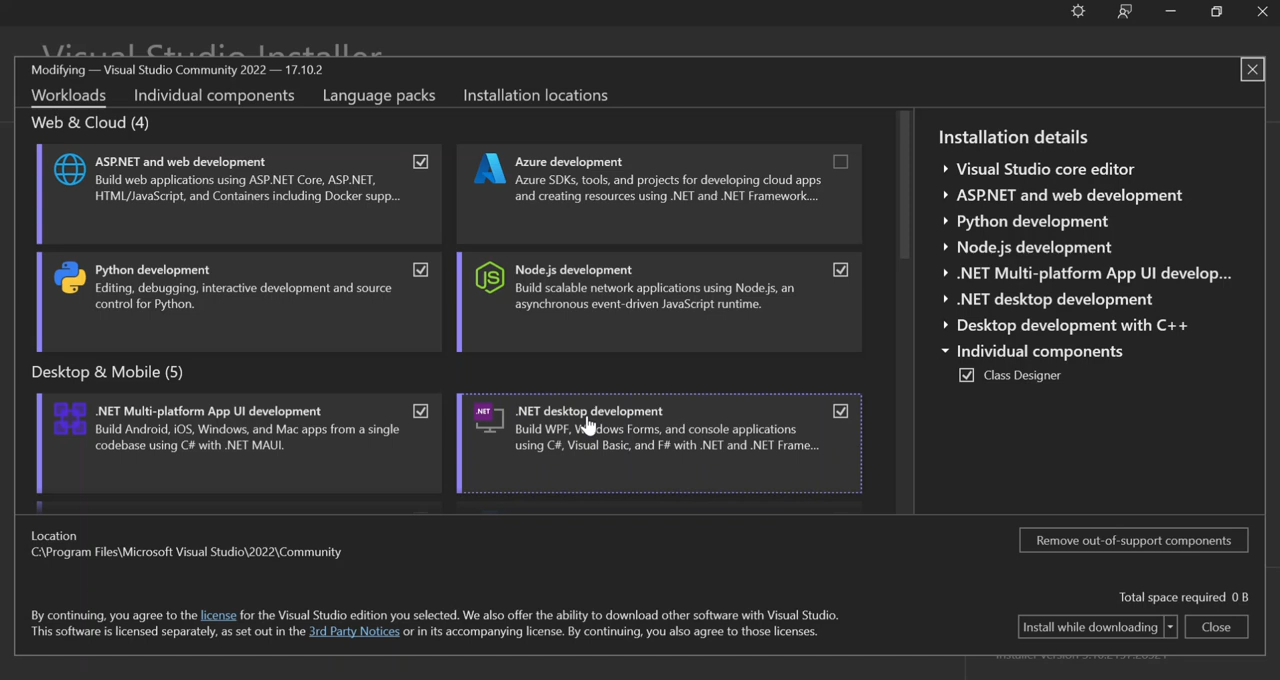 Visual Studio Installer
Modifying — Visual Studio Community 2022 — 17.10.2
Workloads Individual components Language packs Installation locations
Web & Cloud (4)
ASP.NET and web development
Build web applications using ASP.NET Core, ASP.NET,
HTML/JavaScript, and Containers including Docker supp...
Azure development
Azure SDKs, tools, and projects for developing cloud apps
and creating resources using .NET and .NET Framework....
Python development
Editing, debugging, interactive development and source
control for Python.
JS
Node.js development
Build scalable network applications using Node.js, an
asynchronous event-driven JavaScript runtime.
Desktop & Mobile (5)
.NET Multi-platform App UI development
Build Android, iOS, Windows, and Mac apps from a single
codebase using C# with .NET MAUI.
.NET
.NET desktop development
Build WPF, Windows Forms, and console applications
using C#, Visual Basic, and F# with .NET and .NET Frame...
Installation details
Visual Studio core editor
ASP.NET and web development
Python development
Node.js development
.NET Multi-platform App UI develop...
.NET desktop development
Desktop development with C++
Individual components
Class Designer
Location
C:\Program Files\Microsoft Visual Studio\2022\Community
Remove out-of-support components
Total space required 0 B
By continuing, you agree to the license for the Visual Studio edition you selected. We also offer the ability to download other software with Visual Studio.
This software is licensed separately, as set out in the 3rd Party Notices or in its accompanying license. By continuing, you also agree to those licenses.
Install while downloading
Close